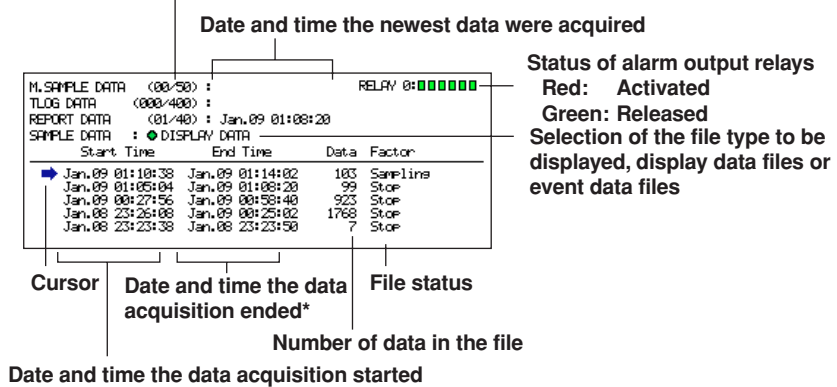 Date and time the newest data were acquired
Status of alarm output relays
Red: Activated
Green: Released
Selection of the file type to be
displayed, display data files or
event data files
M.SAMPLE DATA (00/50) :
RELAY 0:
TLOG DATA (000/400) :
REPORT DATA (01/40) : Jan.09 01:08:20
SAMPLE DATA : DISPLAY DATA
Start Time End Time Data Factor
Jan.09 01:10:38 Jan.09 01:14:02 103 Sampling
Jan.09 01:05:04 Jan.09 01:08:20 99 Stop
Jan.09 00:27:56 Jan.09 00:58:40 923 Stop
Jan.08 23:26:08 Jan.09 00:25:02 1768 Stop
Jan.08 23:23:38 Jan.08 23:23:50 7 Stop
Cursor
Date and time the data
acquisition ended*
File status
Number of data in the file
Date and time the data acquisition started